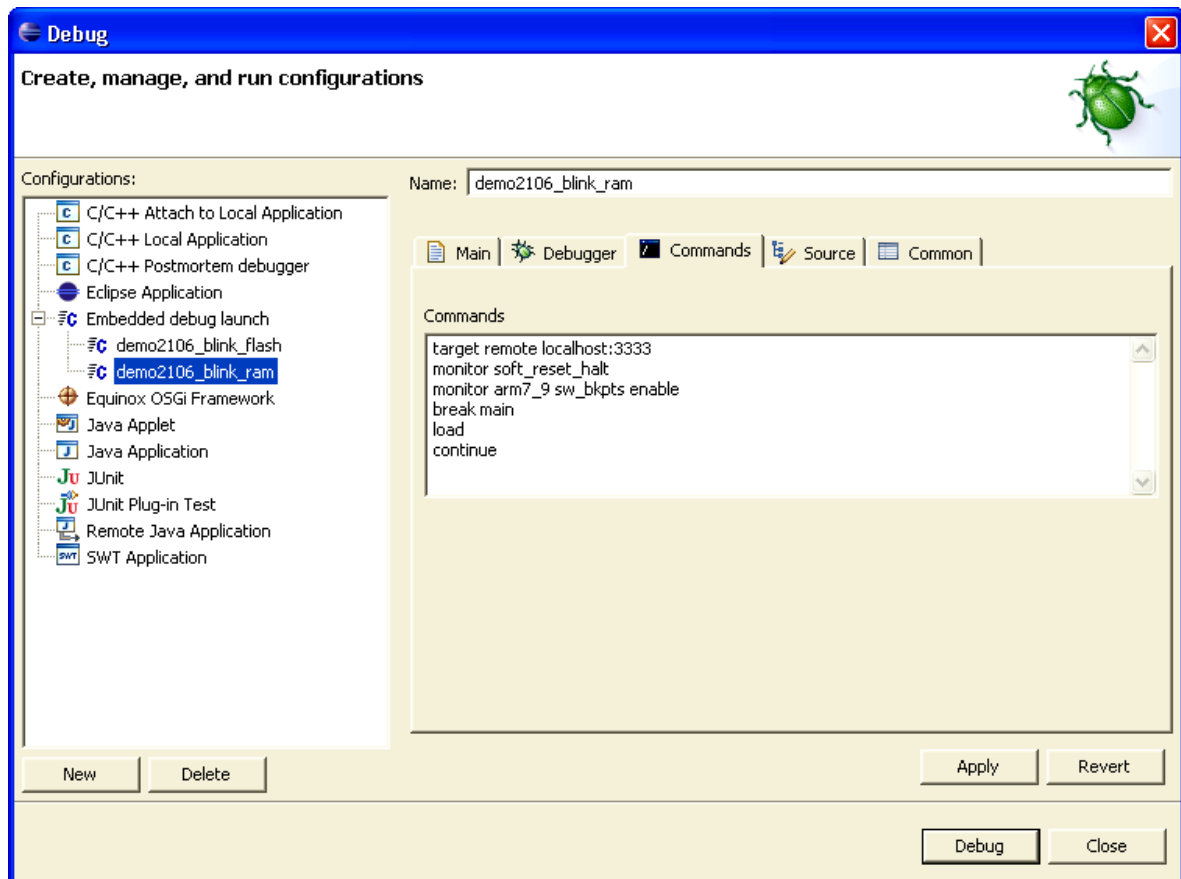 Debug
Create, manage, and run configurations
Configurations:
C/C++ Attach to Local Application
C/C++ Local Application
C/C++ Postmortem debugger
Eclipse Application
Embedded debug launch
demo2106_blink_flash
demo2106_blink_ram
Equinox OSGi Framework
Java Applet
Java Application
JUnit
JUnit Plug-in Test
Remote Java Application
SWT Application
New
Delete
Name: demo2106_blink_ram
Main
Debugger
Commands
Source
Common
Commands
target remote localhost:3333
monitor soft_reset_halt
monitor arm7_9 sw_bkpts enable
break main
load
continue
Apply
Revert
Debug
Close